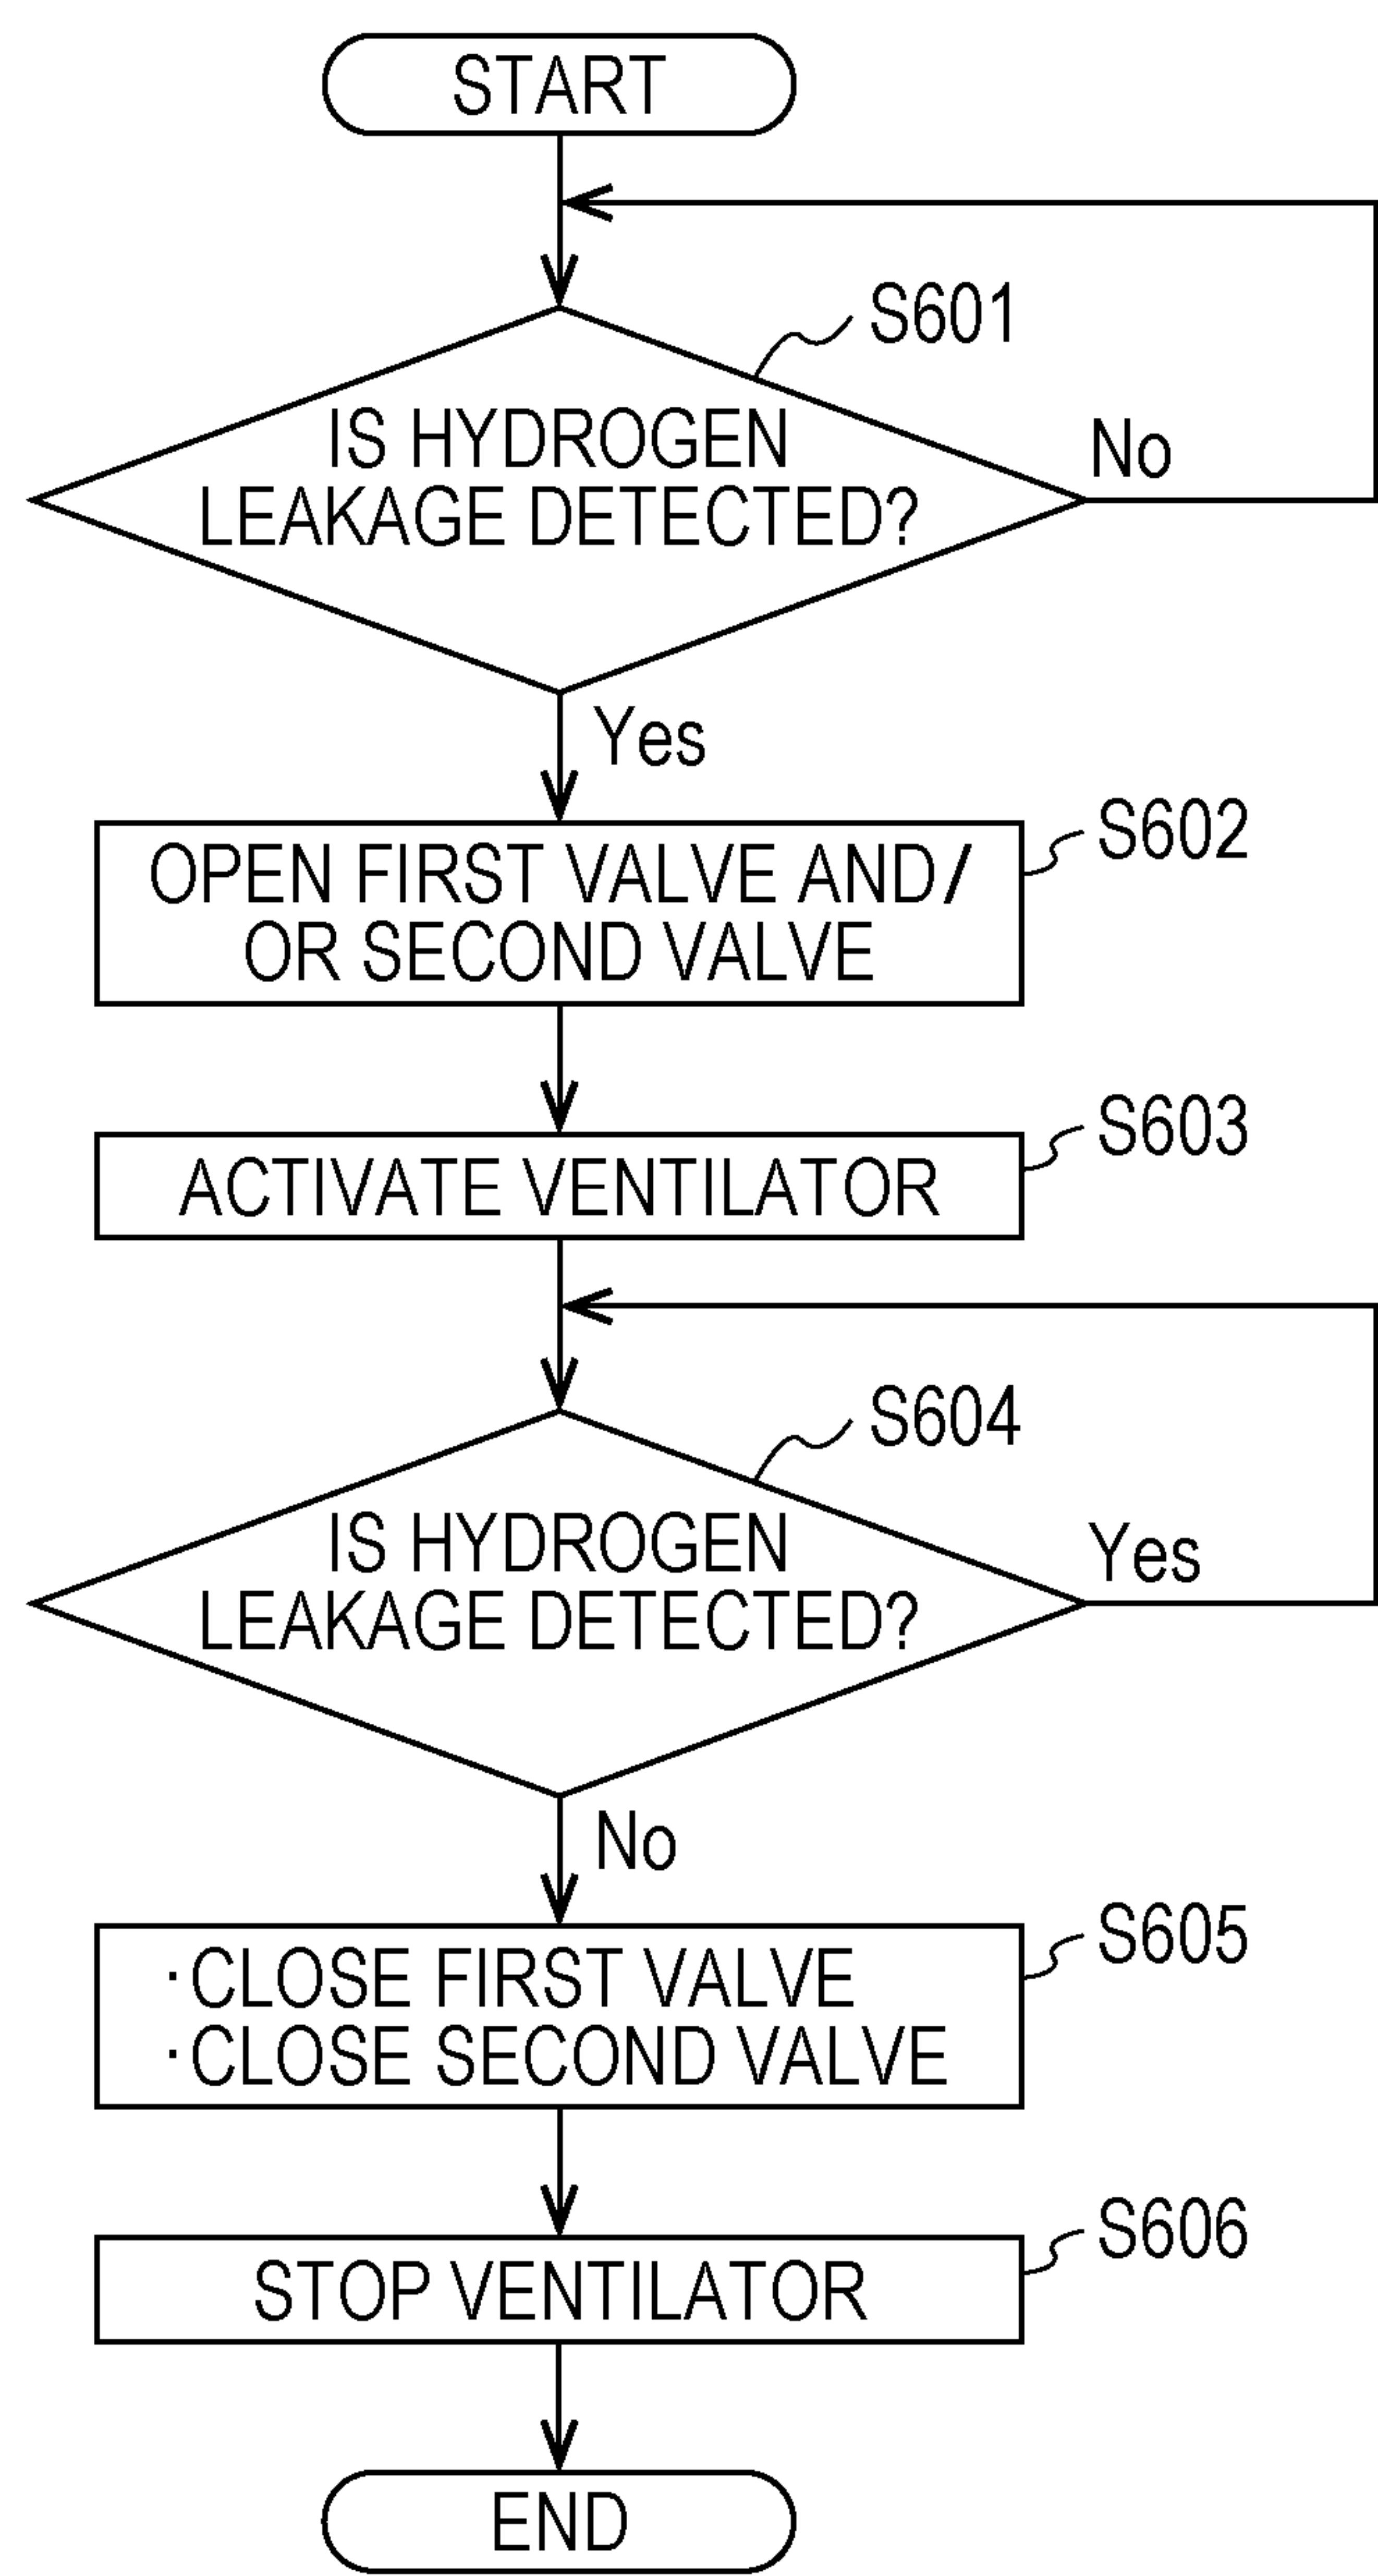 START
S601
IS HYDROGEN
LEAKAGE DETECTED?
No
Yes
S602
OPEN FIRST VALVE AND/
OR SECOND VALVE
S603
ACTIVATE VENTILATOR
S604
IS HYDROGEN
LEAKAGE DETECTED?
Yes
No
S605
·CLOSE FIRST VALVE
·CLOSE SECOND VALVE
S606
STOP VENTILATOR
END